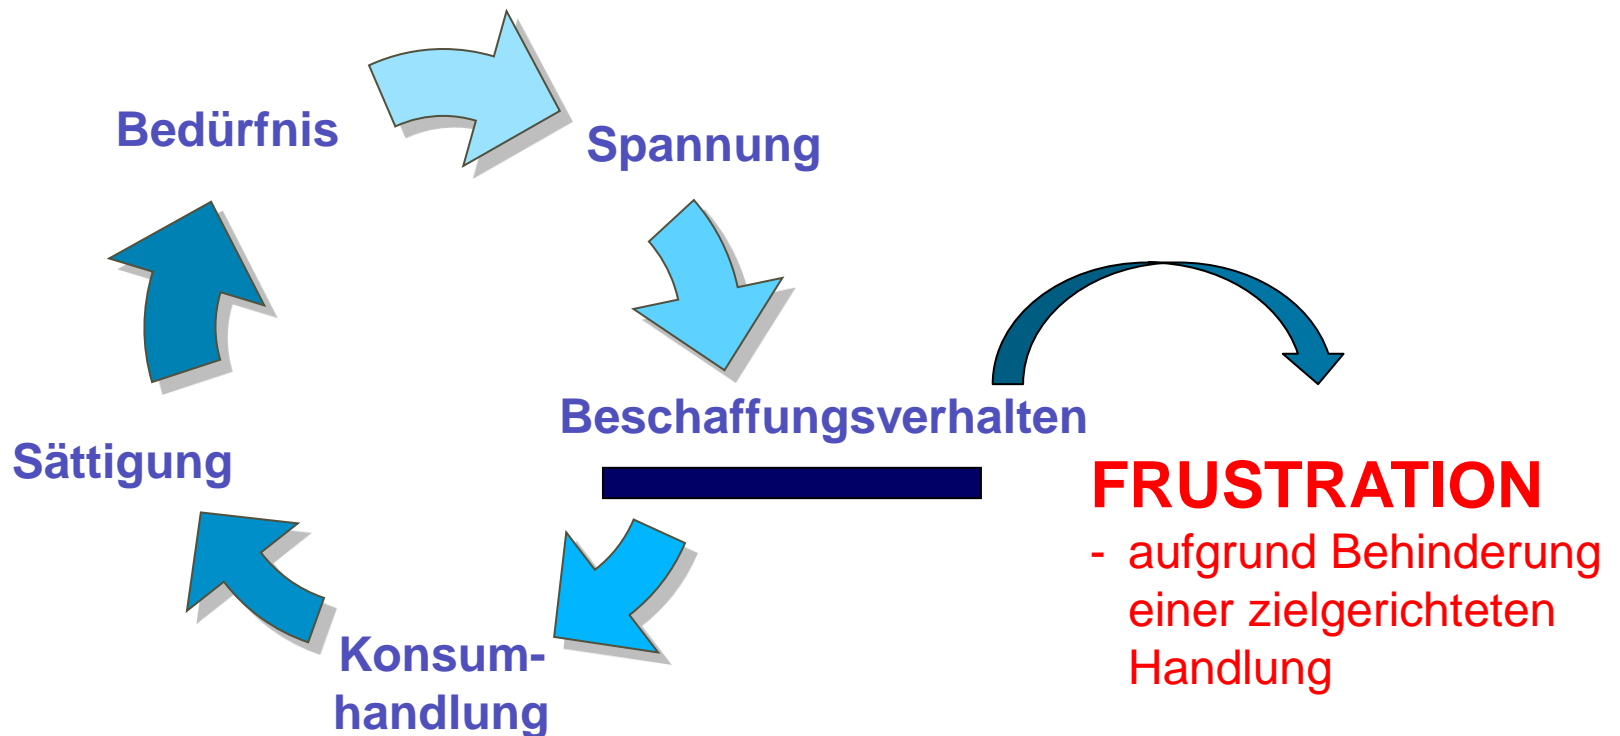 Bedürfnis
Spannung
Beschaffungsverhalten
Sättigung
Konsum-
handlung
FRUSTRATION
- aufgrund Behinderung
einer zielgerichteten
Handlung